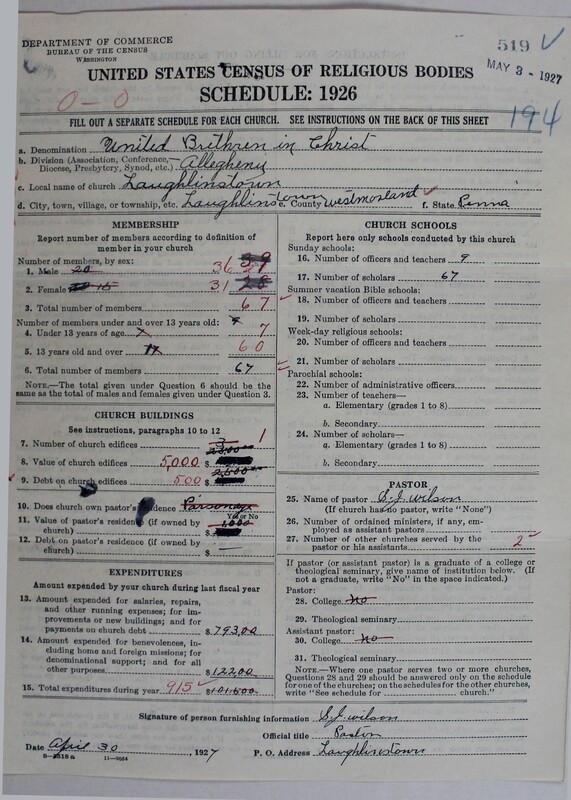 DEPARTMENT OF COMMERCE
BUREAU OF THE CENSUS
WASHINGTON
519 ✓
MAY 3 - 1927
UNITED STATES CENSUS OF RELIGIOUS BODIES
SCHEDULE: 1926
0 - 0
194
FILL OUT A SEPARATE SCHEDULE FOR EACH CHURCH. SEE INSTRUCTIONS ON THE BACK OF THIS SHEET
a. Denomination United Brethren in Christ
b. Division (Association, Conference, Diocese, Presbytery, Synod, etc.) Allegheny
c. Local name of church Laughlinstown
d. City, town, village, or township, etc. Laughlinstown e. County Westmorland f. State Penna
MEMBERSHIP
Report number of members according to definition of
member in your church
Number of members, by sex:
1. Male 20 36
2. Female 31 28
3. Total number of members 67
Number of members under and over 13 years old:
4. Under 13 years of age 7
5. 13 years old and over 17 60
6. Total number of members 67
NOTE.—The total given under Question 6 should be the
same as the total of males and females given under Question 3.
CHURCH BUILDINGS
See instructions, paragraphs 10 to 12
7. Number of church edifices 3 1
8. Value of church edifices 5,000 $
9. Debt on church edifices 500 $
10. Does church own pastor's residence Parsonage
Yes or No
11. Value of pastor's residence (if owned by
church) $
12. Debt on pastor's residence (if owned by
church) $ —
EXPENDITURES
Amount expended by your church during last fiscal year
13. Amount expended for salaries, repairs,
and other running expenses; for im-
provements or new buildings; and for
payments on church debt $ 793,00
14. Amount expended for benevolences,
including home and foreign missions; for
denominational support; and for all
other purposes $ 122,00
15. Total expenditures during year 915 $
CHURCH SCHOOLS
Report here only schools conducted by this church
Sunday schools:
16. Number of officers and teachers 9
17. Number of scholars 67
Summer vacation Bible schools:
18. Number of officers and teachers
19. Number of scholars
Week-day religious schools:
20. Number of officers and teachers
21. Number of scholars
Parochial schools:
22. Number of administrative officers
23. Number of teachers—
a. Elementary (grades 1 to 8)
b. Secondary
24. Number of scholars—
a. Elementary (grades 1 to 8)
b. Secondary
PASTOR
25. Name of pastor S. J. Wilson
(If church has no pastor, write "None")
26. Number of ordained ministers, if any, em-
ployed as assistant pastors
27. Number of other churches served by the
pastor or his assistants 2
If pastor (or assistant pastor) is a graduate of a college or
theological seminary, give name of institution below. (If
not a graduate, write "No" in the space indicated.)
Pastor:
28. College No
29. Theological seminary
Assistant pastor:
30. College No
31. Theological seminary
NOTE.—Where one pastor serves two or more churches,
Questions 28 and 29 should be answered only on the schedule
for one of the churches; on the schedules for the other churches,
write "See schedule for church."
Signature of person furnishing information S. J. Wilson
Official title Pastor
Date April 30, 1927 P. O. Address Laughlinstown
8—2318a 11—9664